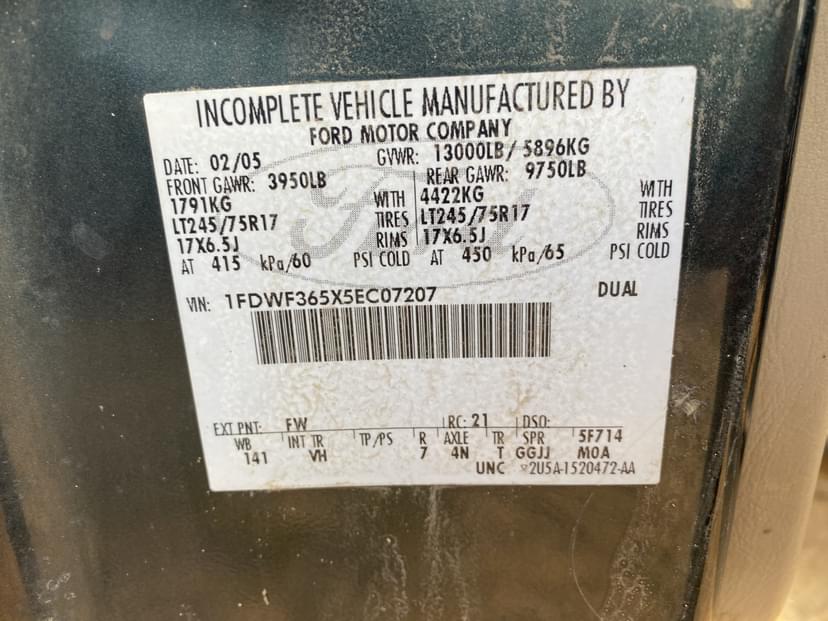 INCOMPLETE VEHICLE MANUFACTURED BY
FORD MOTOR COMPANY
DATE: 02/05 GVWR: 13000LB/ 5896KG
FRONT GAWR: 3950LB REAR GAWR: 9750LB
1791KG WITH 4422KG WITH
LT245/75R17 TIRES LT245/75R17 TIRES
17X6.5J RIMS 17X6.5J RIMS
AT 415 kPa/60 PSI COLD AT 450 kPa/65 PSI COLD
VIN: 1FDWF365X5EC07207 DUAL
EXT PNT: FW RC: 21 DSO:
WB INT TR TP/PS R AXLE TR SPR 5F714
141 VH 7 4N T GGJJ MOA
UNC 2U5A-1520472-AA